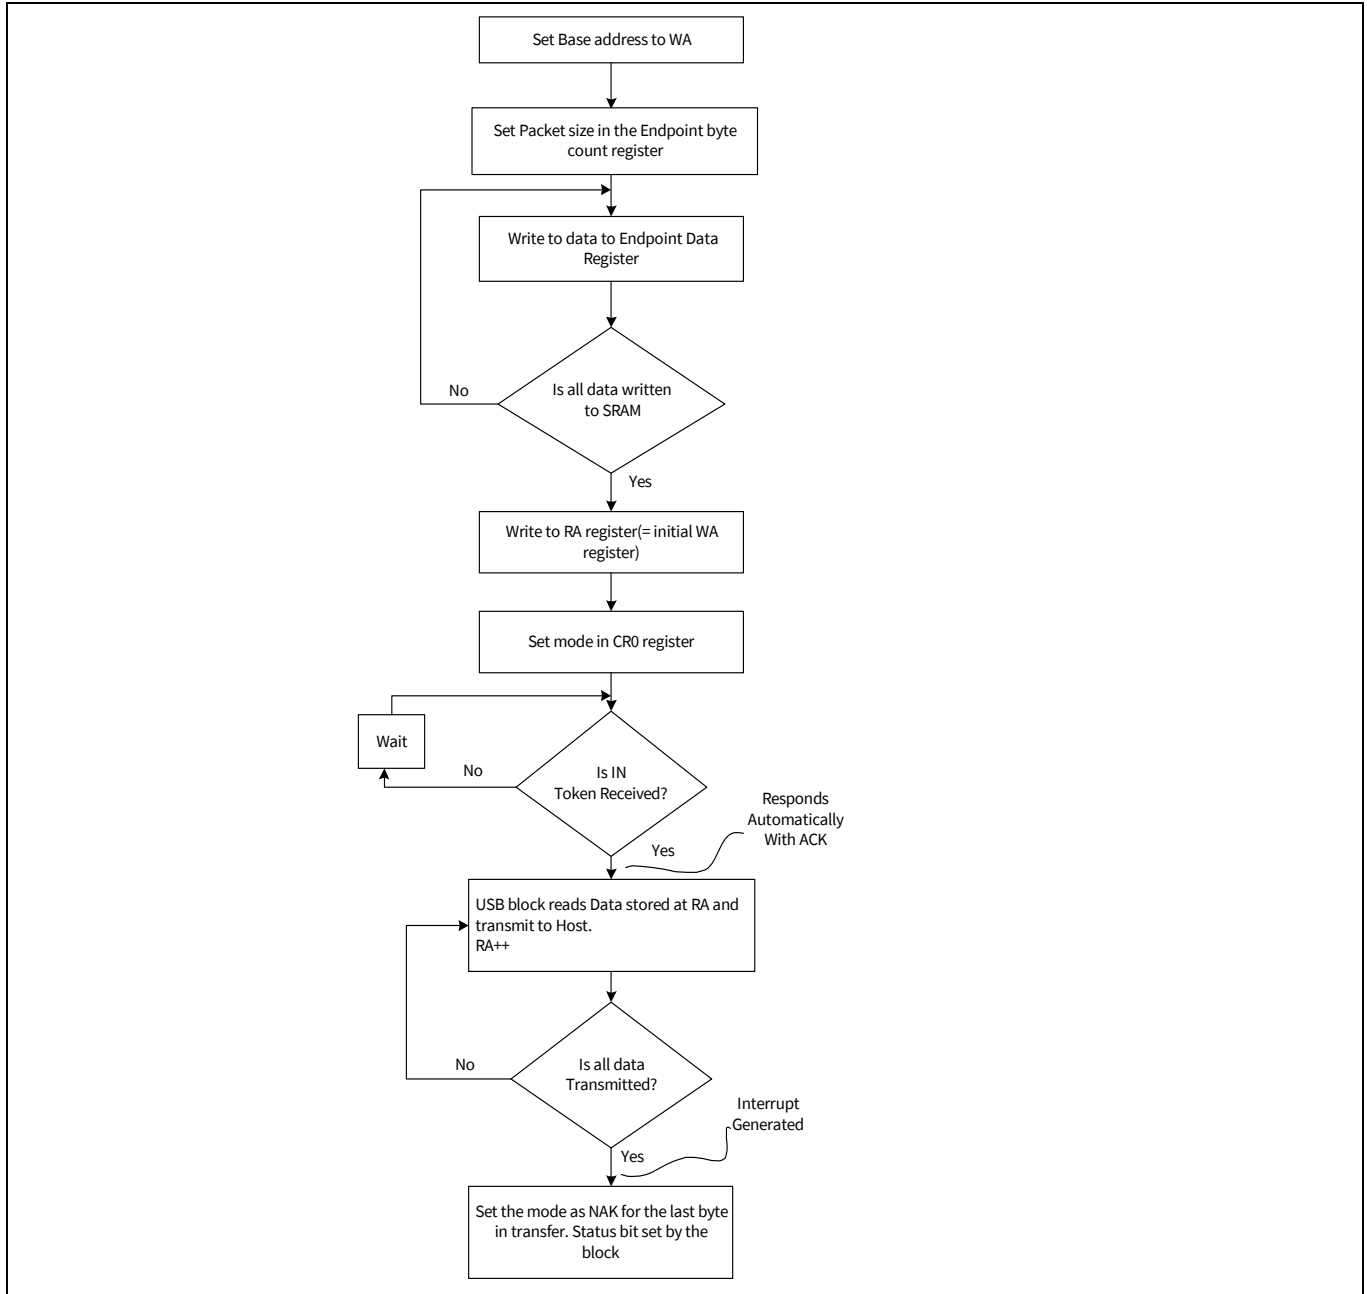 Set Base address to WA
Set Packet size in the Endpoint byte
count register
Write to data to Endpoint Data
Register
Is all data written
to SRAM
No
Yes
Write to RA register(= initial WA
register)
Set mode in CR0 register
Wait
No
Is IN
Token Received?
Responds
Automatically
With ACK
Yes
USB block reads Data stored at RA and
transmit to Host.
RA++
No
Is all data
Transmitted?
Interrupt
Generated
Yes
Set the mode as NAK for the last byte
in transfer. Status bit set by the
block